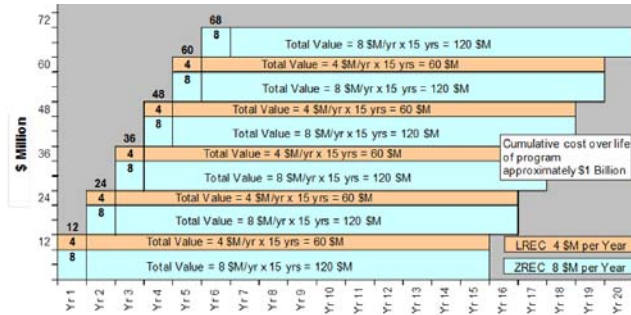 72
68
8
Total Value = 8 $M/yr x 15 yrs = 120 $M
60
60
4
Total Value = 4 $M/yr x 15 yrs = 60 $M
8
Total Value = 8 $M/yr x 15 yrs = 120 $M
48
48
4
Total Value = 4 $M/yr x 15 yrs = 60 $M
8
Total Value = 8 $M/yr x 15 yrs = 120 $M
36
36
4
Total Value = 4 $M/yr x 15 yrs = 60 $M
8
Total Value = 8 $M/yr x 15 yrs = 120 $M
Cumulative cost over life
of program
approximately $1 Billion
24
24
4
Total Value = 4 $M/yr x 15 yrs = 60 $M
8
Total Value = 8 $M/yr x 15 yrs = 120 $M
12
12
4
Total Value = 4 $M/yr x 15 yrs = 60 $M
8
Total Value = 8 $M/yr x 15 yrs = 120 $M
LREC 4 $M per Year
ZREC 8 $M per Year
$ Million
Yr 1
Yr 2
Yr 3
Yr 4
Yr 5
Yr 6
Yr 7
Yr 8
Yr 9
Yr 10
Yr 11
Yr 12
Yr 13
Yr 14
Yr 15
Yr 16
Yr 17
Yr 18
Yr 19
Yr 20